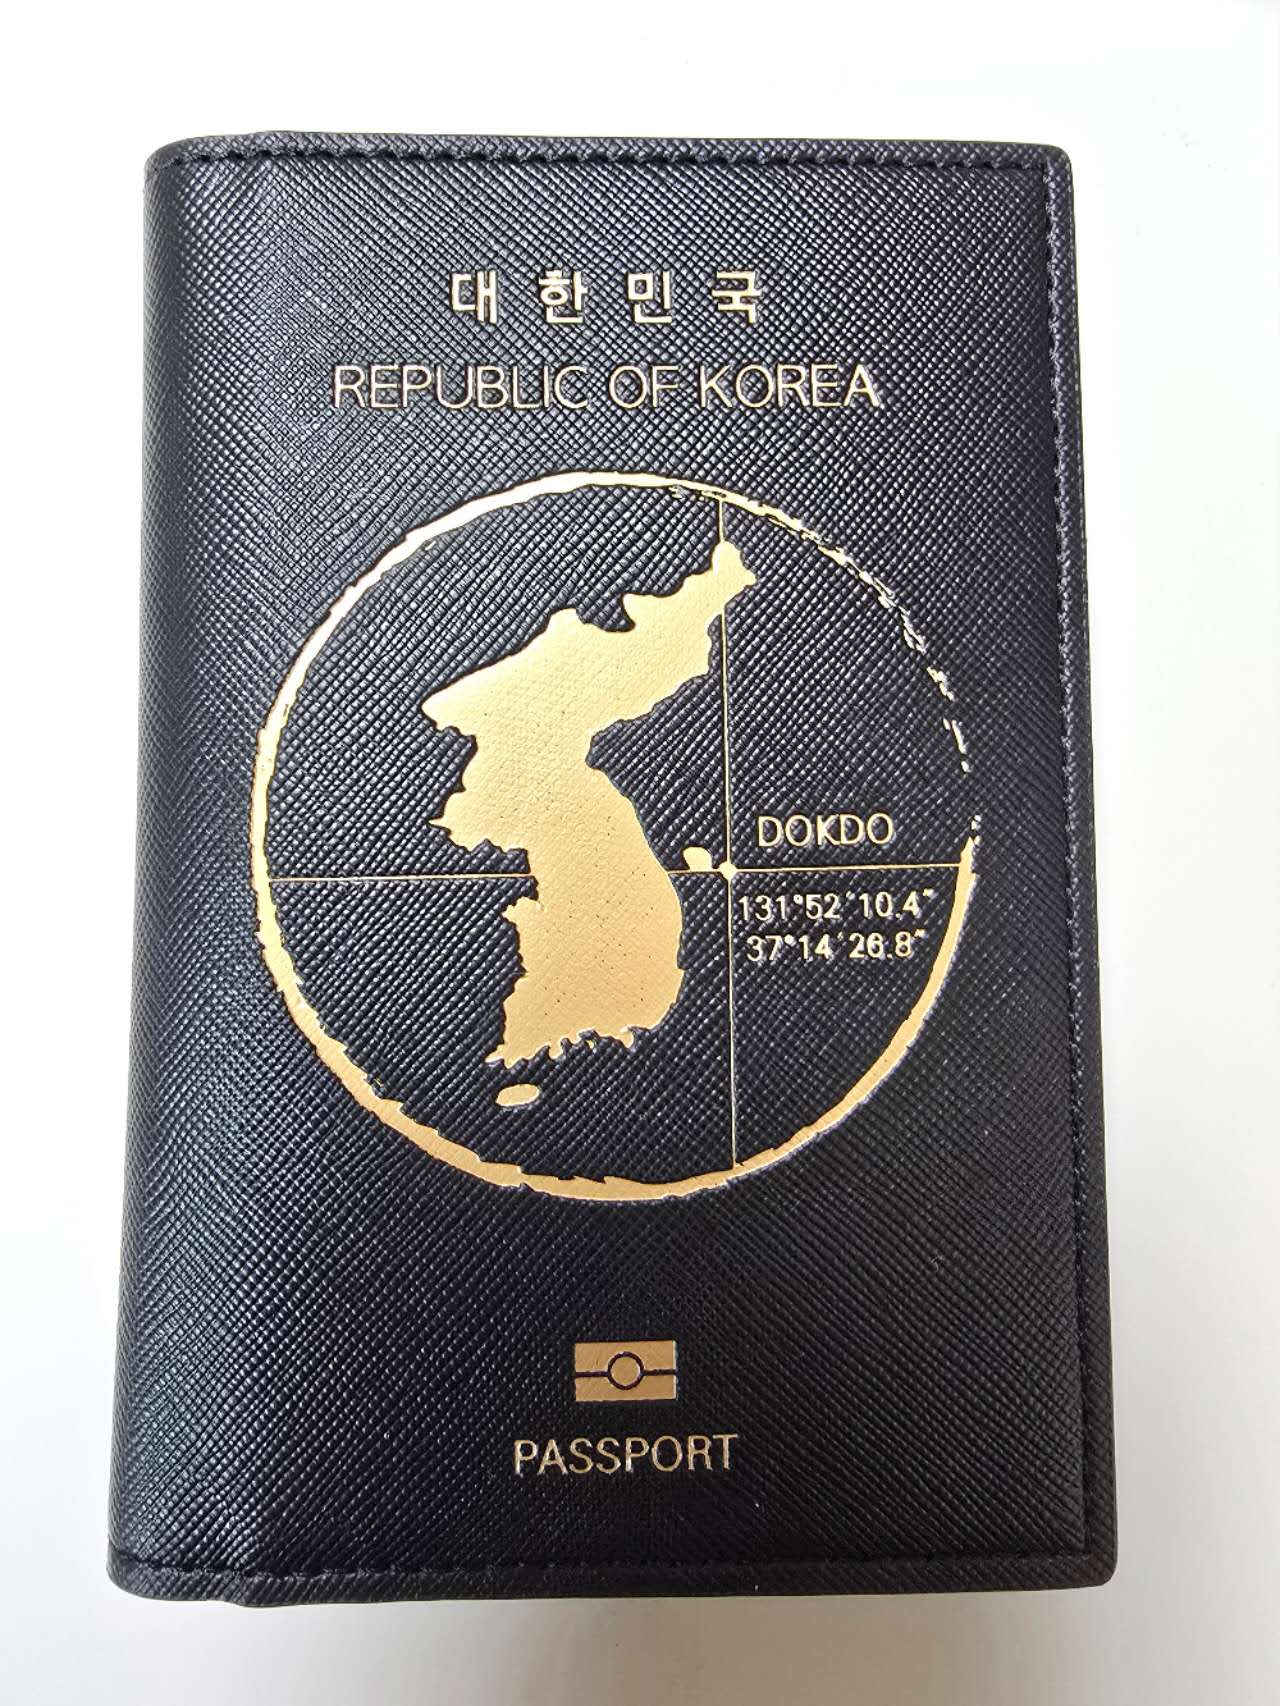 대한민국
REPUBLIC OF KOREA
DOKDO
131°52´10.4˝
37°14´26.8˝
PASSPORT